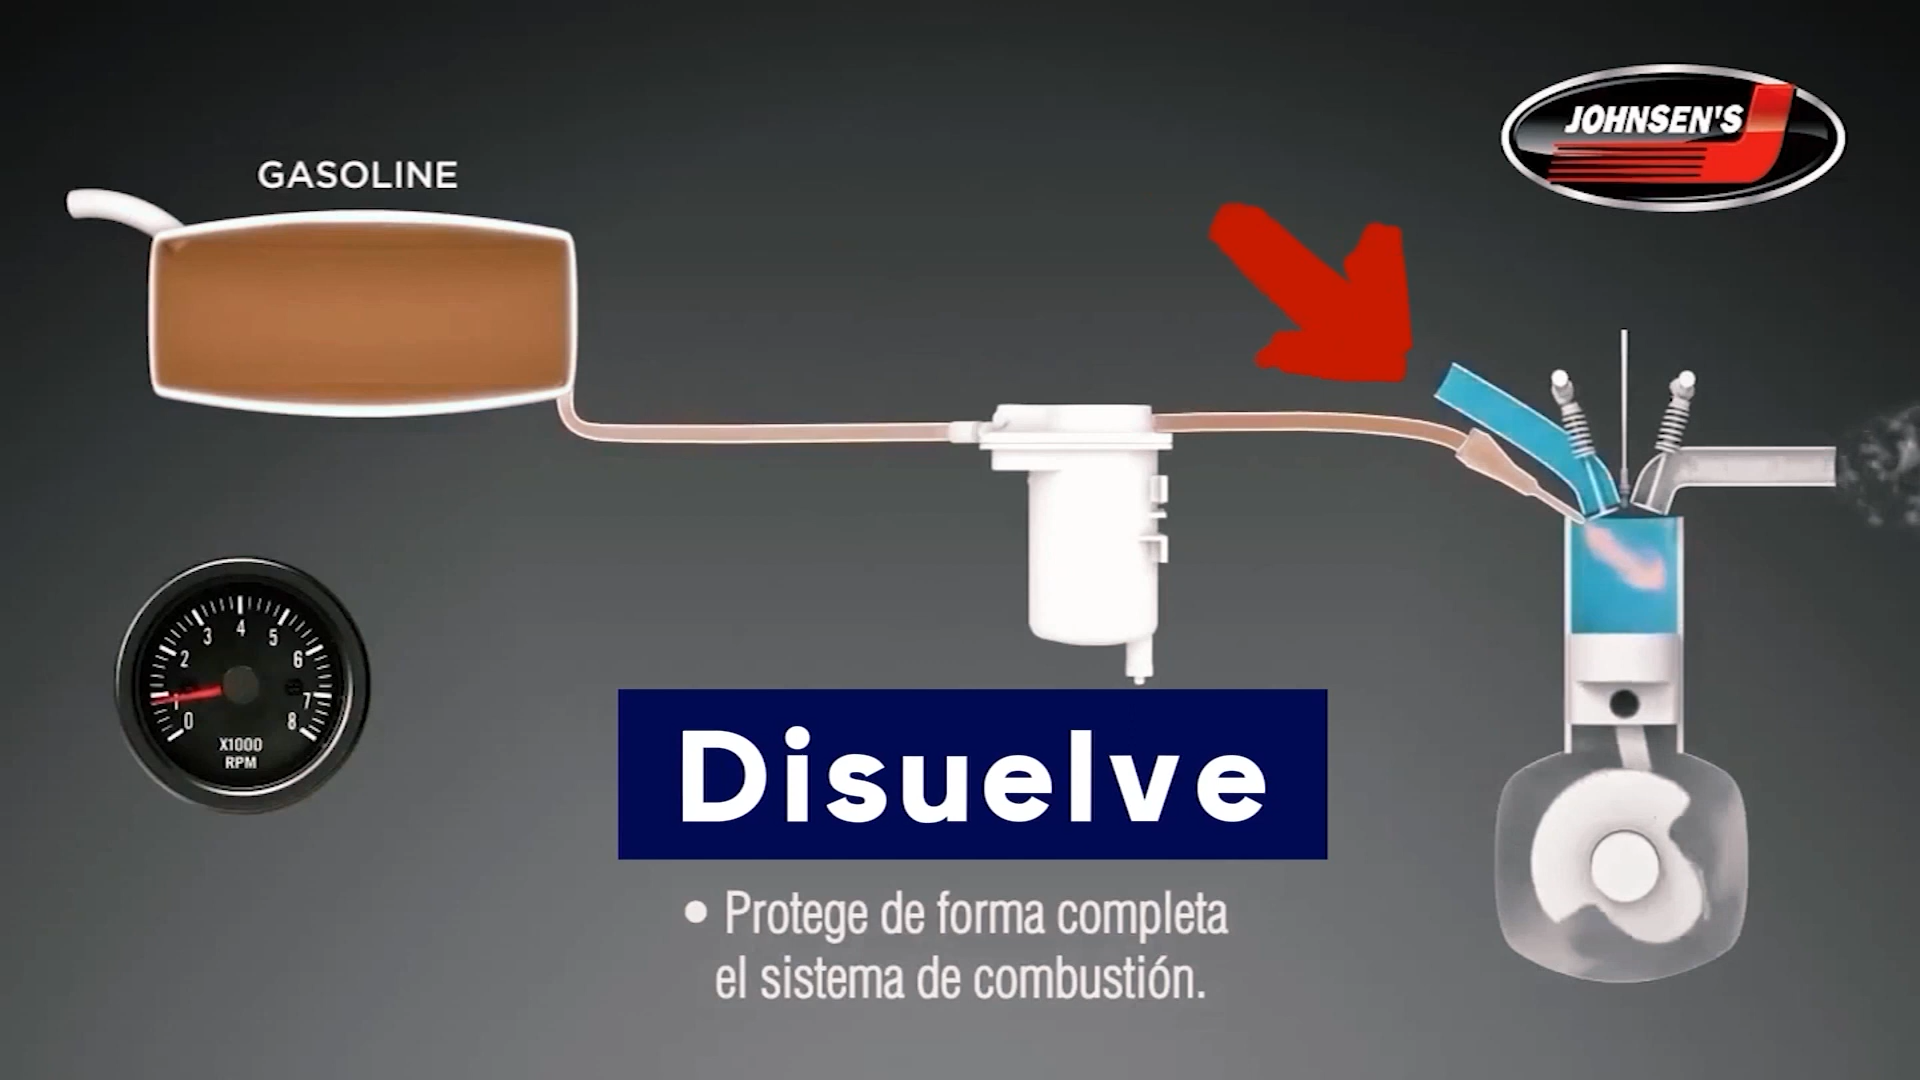 JOHNSEN'S
GASOLINE
0 1 2 3 4 5 6 7 8
X1000
RPM
Disuelve
• Protege de forma completa
el sistema de combustión.